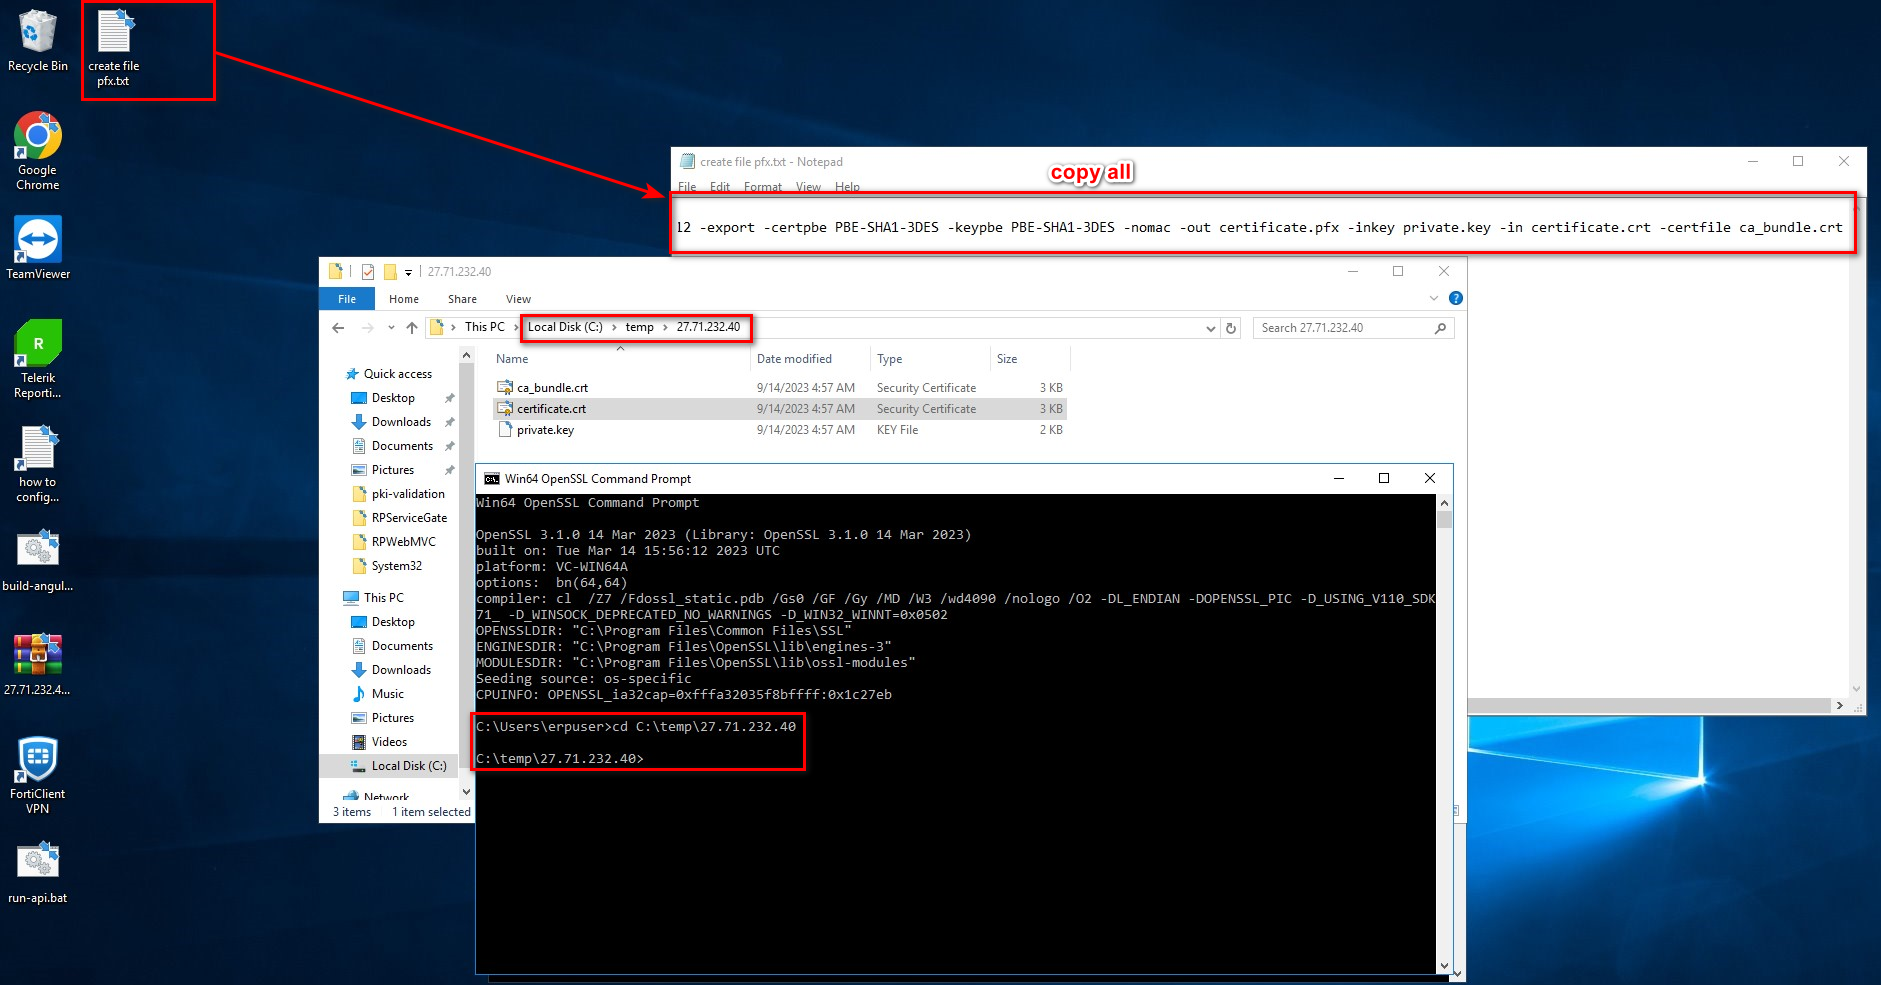 Recycle Bin
create file
pfx.txt
Google
Chrome
TeamViewer
R
Telerik
Reporti...
how to
config...
build-angul...
27.71.232.4...
FortiClient
VPN
run-api.bat
create file pfx.txt - Notepad
copy all
File Edit Format View Help
12 -export -certpbe PBE-SHA1-3DES -keypbe PBE-SHA1-3DES -nomac -out certificate.pfx -inkey private.key -in certificate.crt -certfile ca_bundle.crt
27.71.232.40
File Home Share View
This PC > Local Disk (C:) > temp > 27.71.232.40
Search 27.71.232.40
Name Date modified Type Size
ca_bundle.crt 9/14/2023 4:57 AM Security Certificate 3 KB
certificate.crt 9/14/2023 4:57 AM Security Certificate 3 KB
private.key 9/14/2023 4:57 AM KEY File 2 KB
Quick access
Desktop
Downloads
Documents
Pictures
pki-validation
RPServiceGate
RPWebMVC
System32
This PC
Desktop
Documents
Downloads
Music
Pictures
Videos
Local Disk (C:)
Network
3 items 1 item selected
Win64 OpenSSL Command Prompt
Win64 OpenSSL Command Prompt
OpenSSL 3.1.0 14 Mar 2023 (Library: OpenSSL 3.1.0 14 Mar 2023)
built on: Tue Mar 14 15:56:12 2023 UTC
platform: VC-WIN64A
options:  bn(64,64)
compiler: cl  /Z7 /Fdossl_static.pdb /Gs0 /GF /Gy /MD /W3 /wd4090 /nologo /O2 -DL_ENDIAN -DOPENSSL_PIC -D_USING_V110_SDK
71_ -D_WINSOCK_DEPRECATED_NO_WARNINGS -D_WIN32_WINNT=0x0502
OPENSSLDIR: "C:\Program Files\Common Files\SSL"
ENGINESDIR: "C:\Program Files\OpenSSL\lib\engines-3"
MODULESDIR: "C:\Program Files\OpenSSL\lib\ossl-modules"
Seeding source: os-specific
CPUINFO: OPENSSL_ia32cap=0xfffa32035f8bffff:0x1c27eb
C:\Users\erpuser>cd C:\temp\27.71.232.40
C:\temp\27.71.232.40>